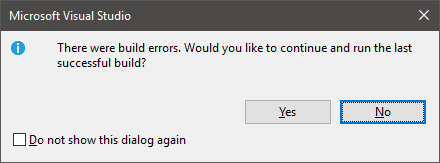 Microsoft Visual Studio
There were build errors. Would you like to continue and run the last
successful build?
Yes
No
Do not show this dialog again